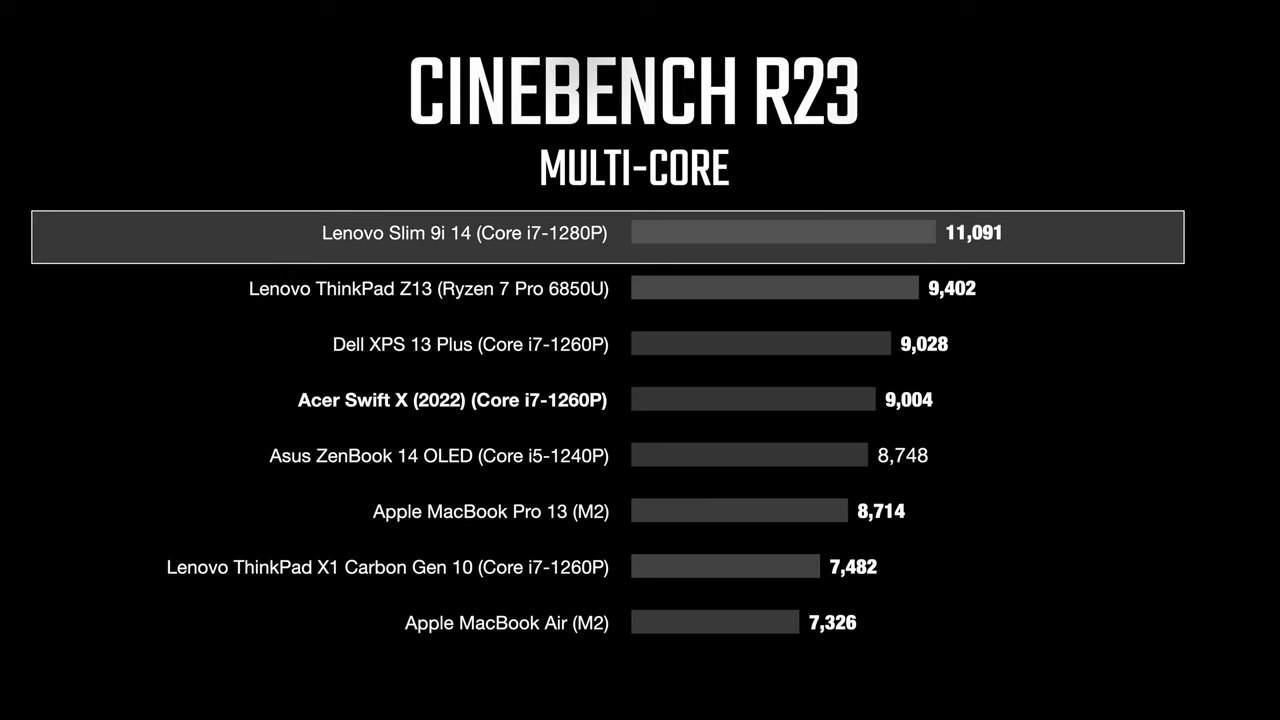 CINEBENCH R23
MULTI-CORE
Lenovo Slim 9i 14 (Core i7-1280P) 11,091
Lenovo ThinkPad Z13 (Ryzen 7 Pro 6850U) 9,402
Dell XPS 13 Plus (Core i7-1260P) 9,028
Acer Swift X (2022) (Core i7-1260P) 9,004
Asus ZenBook 14 OLED (Core i5-1240P) 8,748
Apple MacBook Pro 13 (M2) 8,714
Lenovo ThinkPad X1 Carbon Gen 10 (Core i7-1260P) 7,482
Apple MacBook Air (M2) 7,326